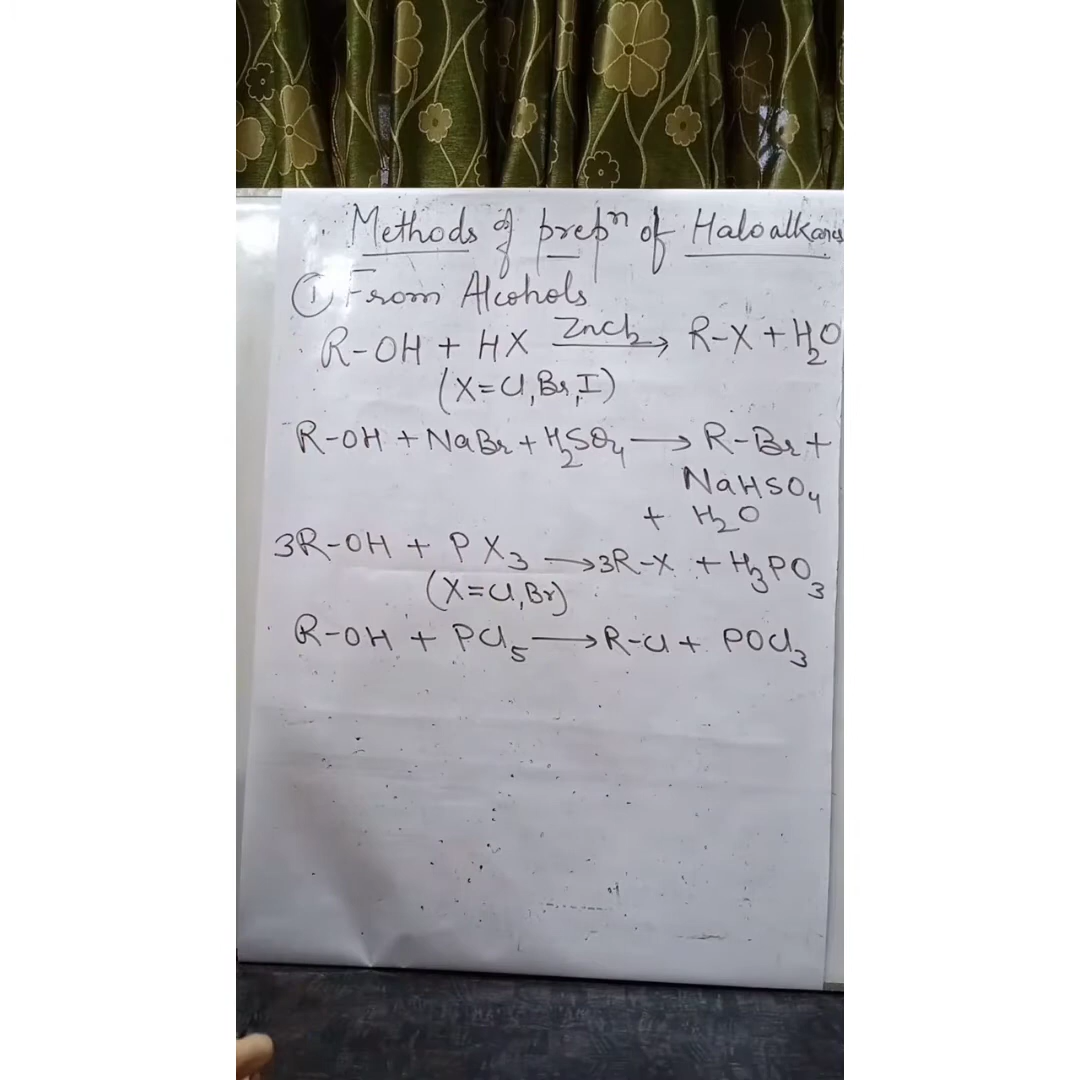 Methods of prepⁿ of Haloalkanes
① From Alcohols
R-OH + HX ZnCl₂→ R-X + H₂O
(X=Cl,Br,I)
R-OH + NaBr + H₂SO₄ → R-Br +
NaHSO₄
+ H₂O
3R-OH + PX₃ → 3R-X + H₃PO₃
(X=Cl,Br)
R-OH + PCl₅ → R-Cl + POCl₃